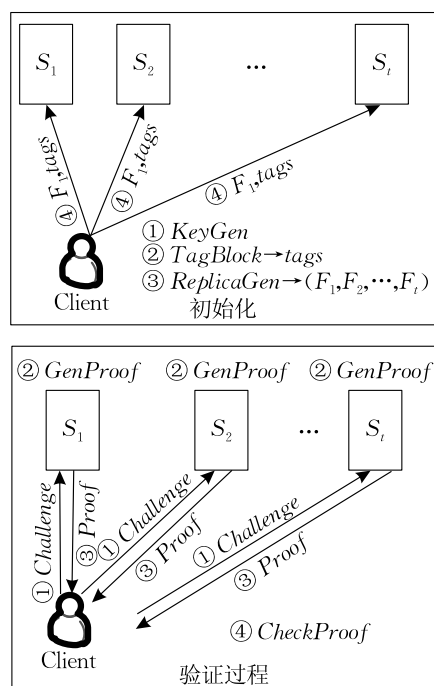 S₁ S₂ … Sₜ
④ F₁,tags
④ F₁,tags
④ F₁,tags
① KeyGen
② TagBlock→tags
③ ReplicaGen→(F₁,F₂,…,Fₜ)
Client
初始化
② GenProof ② GenProof ② GenProof
S₁ S₂ … Sₜ
① Challenge
③ Proof
① Challenge
③ Proof
① Challenge
③ Proof
④ CheckProof
Client
验证过程